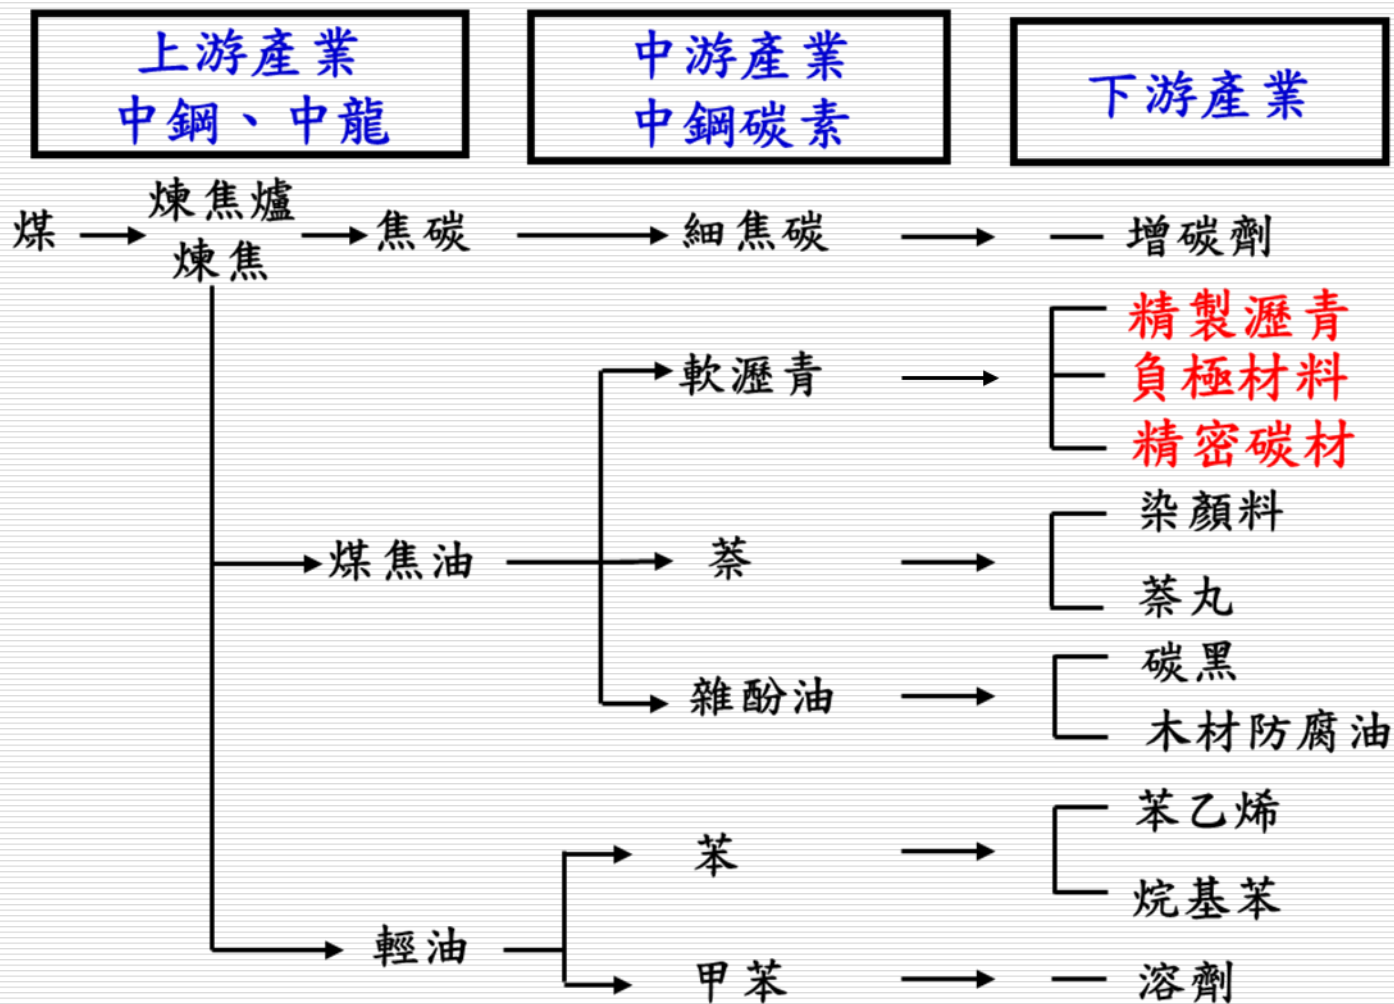 上游產業
中鋼、中龍
中游產業
中鋼碳素
下游產業
煤
煉焦爐
煉焦
焦碳
細焦碳
增碳劑
軟瀝青
精製瀝青
負極材料
精密碳材
煤焦油
萘
染顏料
萘丸
雜酚油
碳黑
木材防腐油
輕油
苯
苯乙烯
烷基苯
甲苯
溶劑